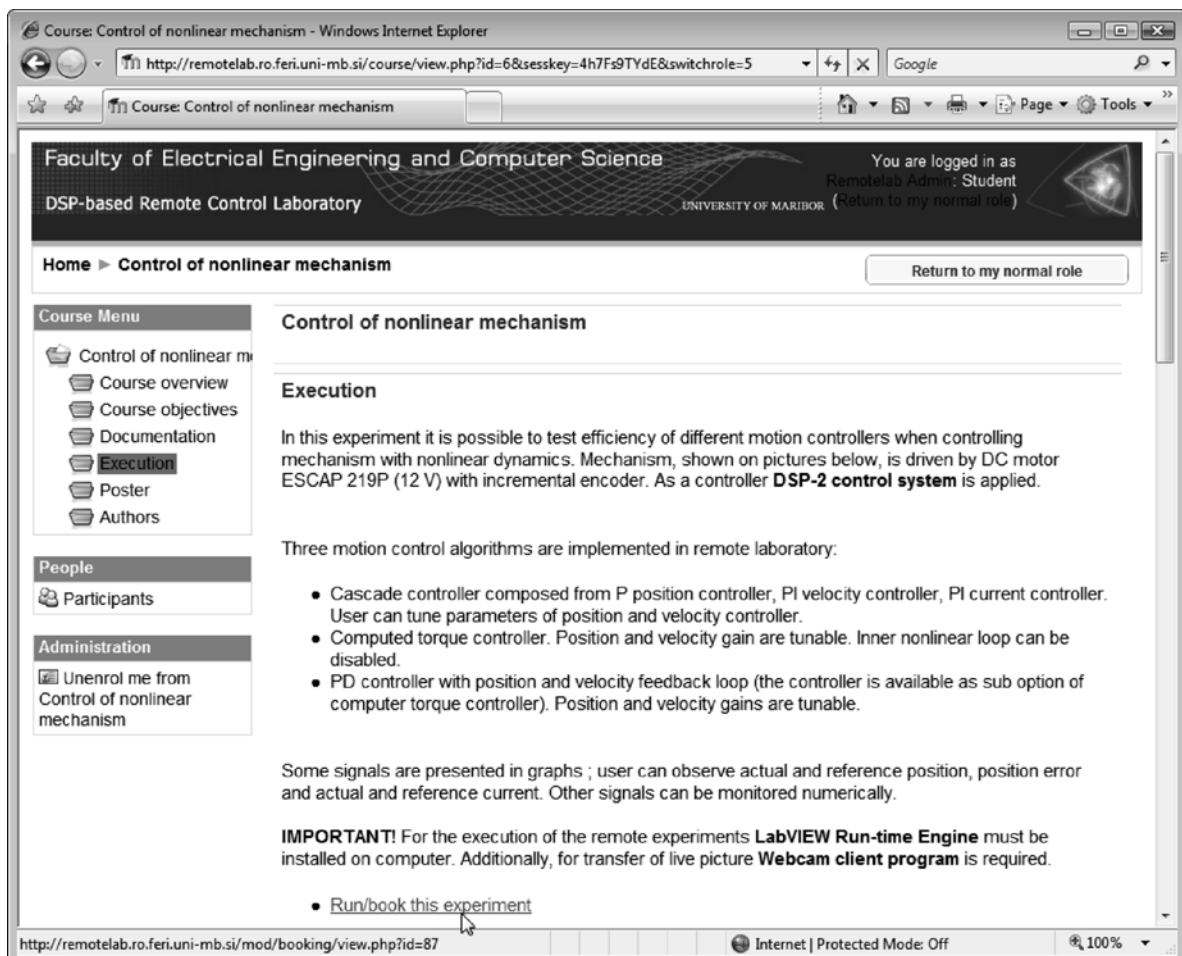 Course: Control of nonlinear mechanism - Windows Internet Explorer
http://remotelab.ro.feri.uni-mb.si/course/view.php?id=6&sesskey=4h7Fs9TYdE&switchrole=5
Google
Course: Control of nonlinear mechanism
Page
Tools
Faculty of Electrical Engineering and Computer Science
DSP-based Remote Control Laboratory
UNIVERSITY OF MARIBOR
You are logged in as
Remotelab Admin: Student
(Return to my normal role)
Home ► Control of nonlinear mechanism
Return to my normal role
Course Menu
Control of nonlinear me
Course overview
Course objectives
Documentation
Execution
Poster
Authors
People
Participants
Administration
Unenrol me from
Control of nonlinear
mechanism
Control of nonlinear mechanism
Execution
In this experiment it is possible to test efficiency of different motion controllers when controlling
mechanism with nonlinear dynamics. Mechanism, shown on pictures below, is driven by DC motor
ESCAP 219P (12 V) with incremental encoder. As a controller DSP-2 control system is applied.
Three motion control algorithms are implemented in remote laboratory:
• Cascade controller composed from P position controller, PI velocity controller, PI current controller.
User can tune parameters of position and velocity controller.
• Computed torque controller. Position and velocity gain are tunable. Inner nonlinear loop can be
disabled.
• PD controller with position and velocity feedback loop (the controller is available as sub option of
computer torque controller). Position and velocity gains are tunable.
Some signals are presented in graphs ; user can observe actual and reference position, position error
and actual and reference current. Other signals can be monitored numerically.
IMPORTANT! For the execution of the remote experiments LabVIEW Run-time Engine must be
installed on computer. Additionally, for transfer of live picture Webcam client program is required.
• Run/book this experiment
http://remotelab.ro.feri.uni-mb.si/mod/booking/view.php?id=87
Internet | Protected Mode: Off
100%